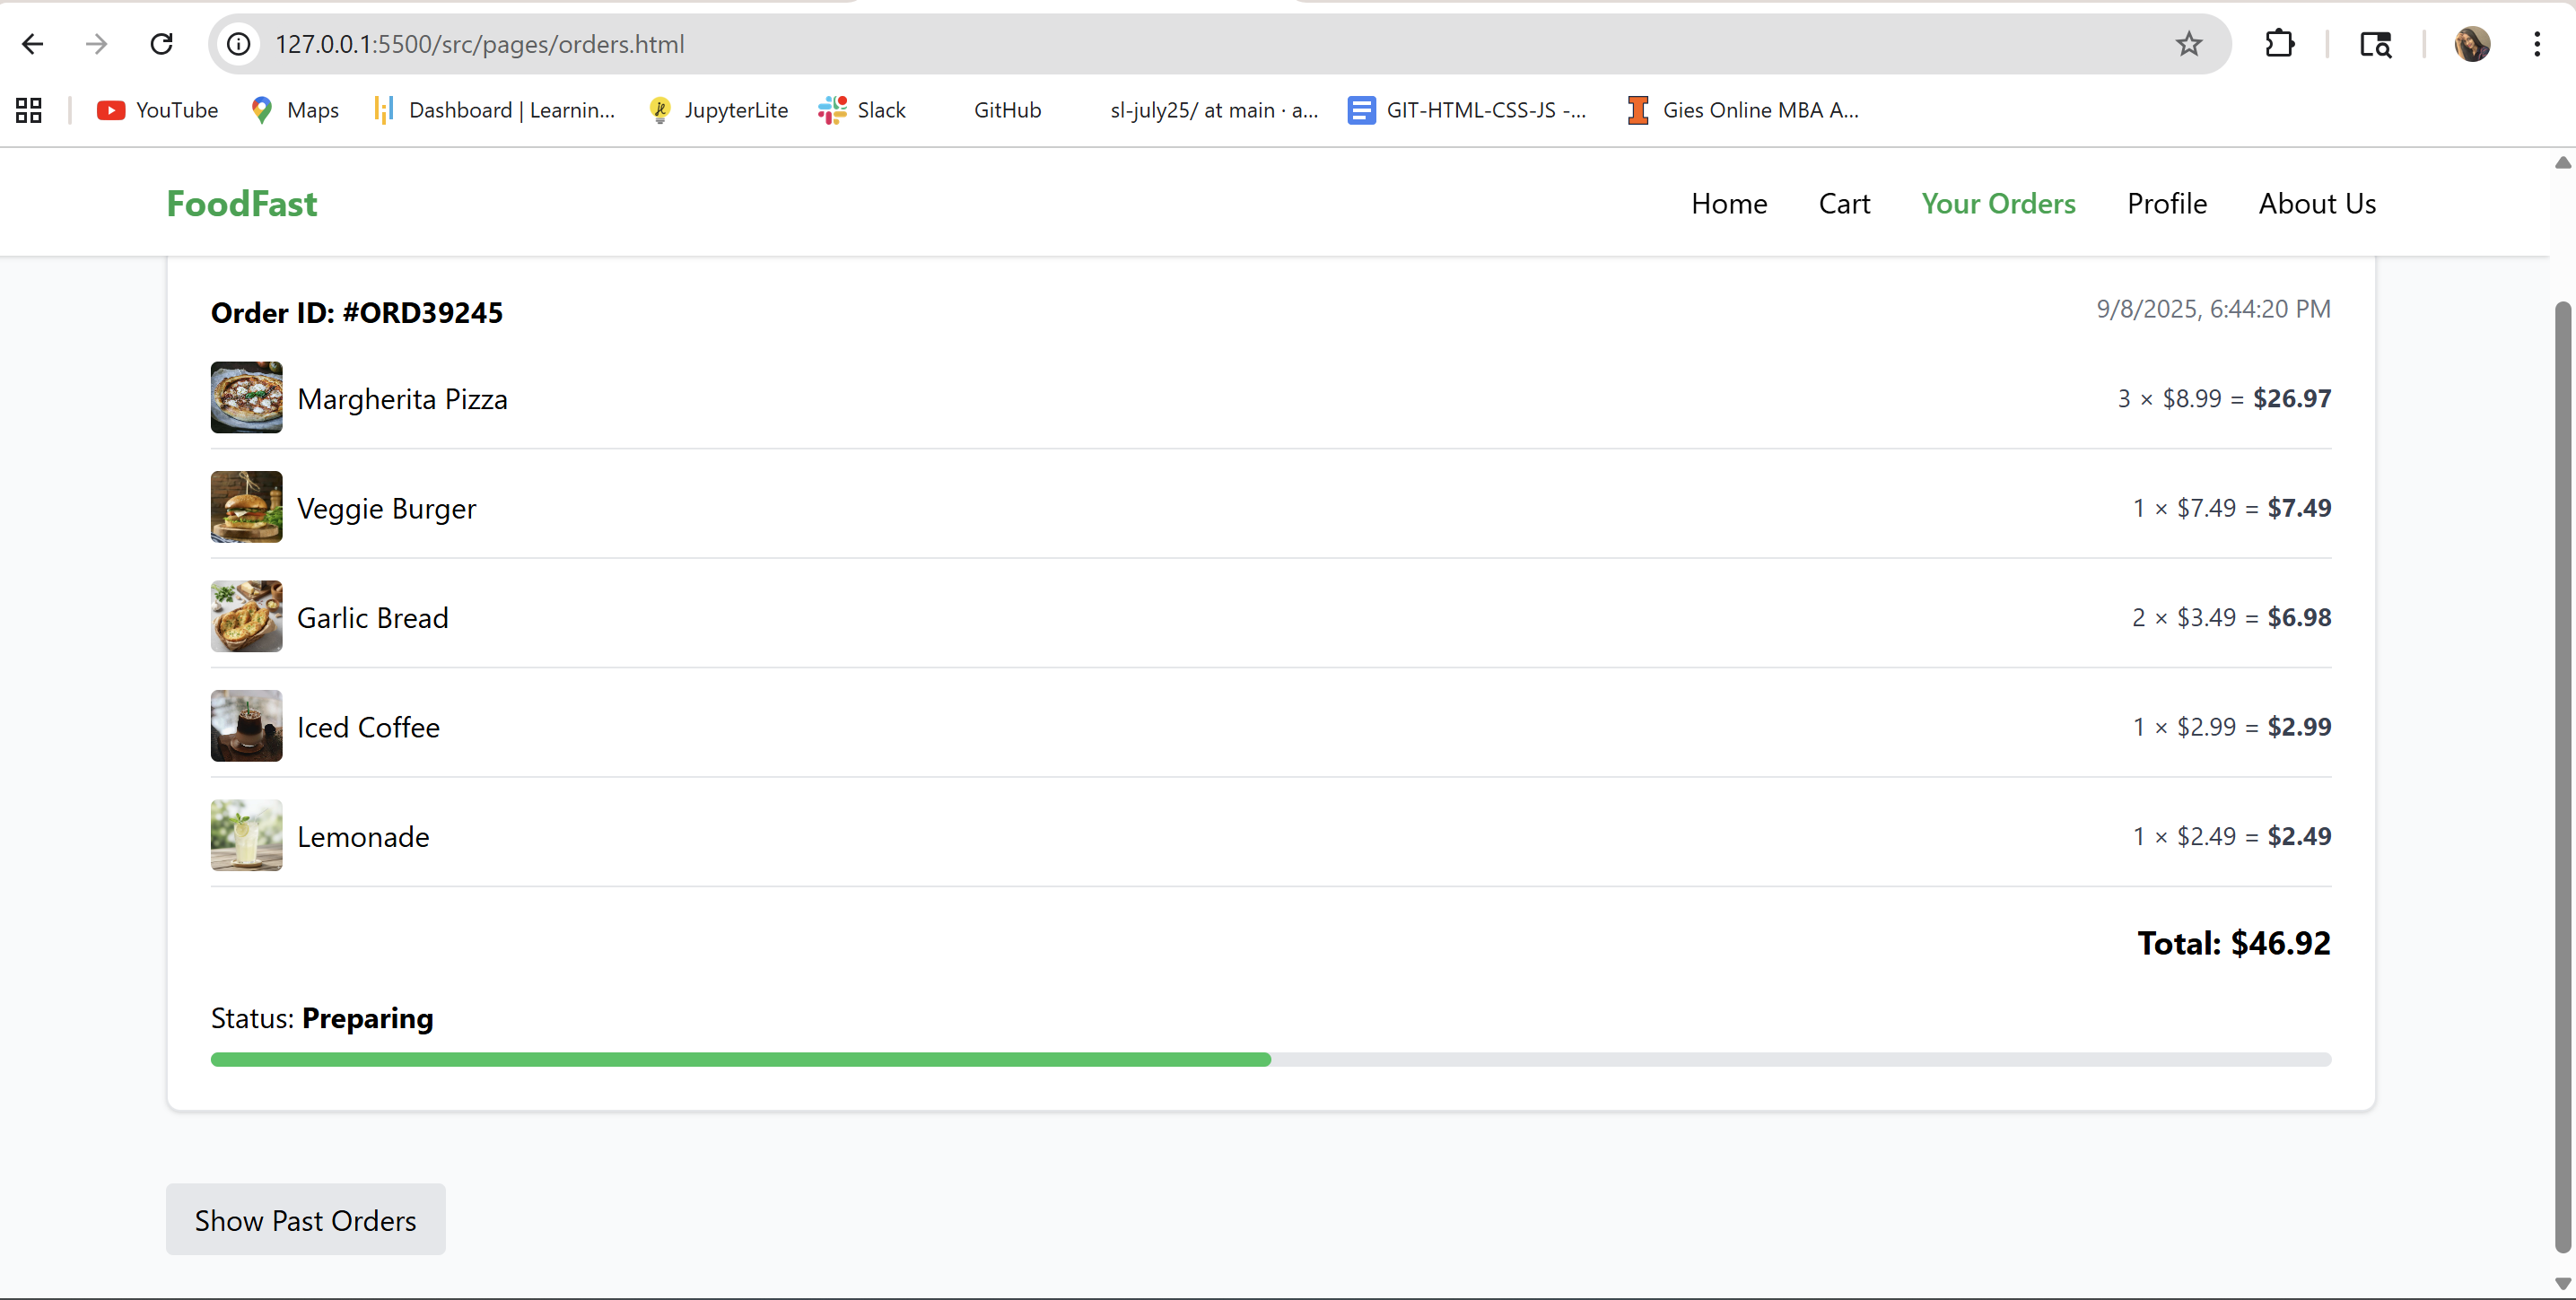 127.0.0.1:5500/src/pages/orders.html
YouTube Maps Dashboard | Learnin... JupyterLite Slack GitHub sl-july25/ at main · a... GIT-HTML-CSS-JS -... Gies Online MBA A...
FoodFast Home Cart Your Orders Profile About Us
Order ID: #ORD39245 9/8/2025, 6:44:20 PM
Margherita Pizza 3 × $8.99 = $26.97
Veggie Burger 1 × $7.49 = $7.49
Garlic Bread 2 × $3.49 = $6.98
Iced Coffee 1 × $2.99 = $2.99
Lemonade 1 × $2.49 = $2.49
Total: $46.92
Status: Preparing
Show Past Orders